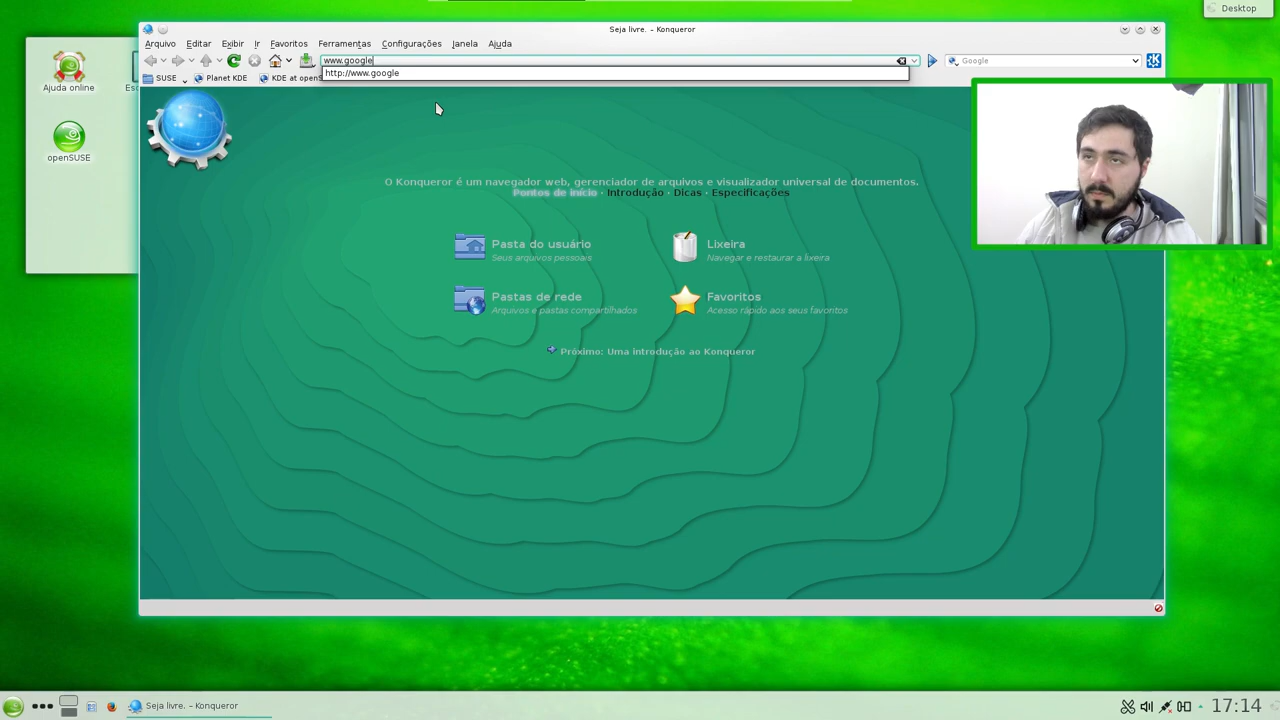 Desktop
Seja livre. – Konqueror
Arquivo Editar Exibir Ir Favoritos Ferramentas Configurações Janela Ajuda
www.google
Google
http://www.google
SUSE Planet KDE KDE at openS
Ajuda online
Esc
openSUSE
O Konqueror é um navegador web, gerenciador de arquivos e visualizador universal de documentos.
Pontos de início · Introdução · Dicas · Especificações
Pasta do usuário
Seus arquivos pessoais
Lixeira
Navegar e restaurar a lixeira
Pastas de rede
Arquivos e pastas compartilhados
Favoritos
Acesso rápido aos seus favoritos
Próximo: Uma introdução ao Konqueror
Seja livre. – Konqueror
17:14